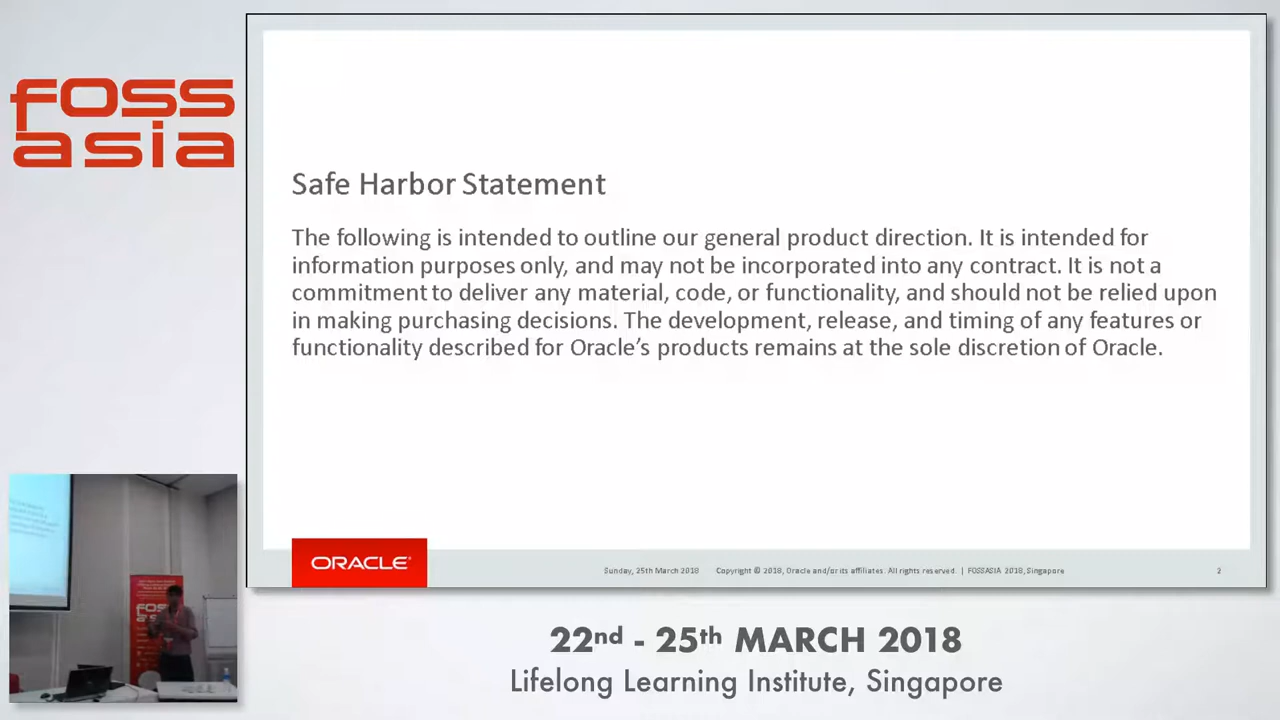 foss
asia
Safe Harbor Statement
The following is intended to outline our general product direction. It is intended for
information purposes only, and may not be incorporated into any contract. It is not a
commitment to deliver any material, code, or functionality, and should not be relied upon
in making purchasing decisions. The development, release, and timing of any features or
functionality described for Oracle’s products remains at the sole discretion of Oracle.
ORACLE®
Sunday, 25th March 2018 Copyright © 2018, Oracle and/or its affiliates. All rights reserved. | FOSSASIA 2018, Singapore 2
22nd - 25th MARCH 2018
Lifelong Learning Institute, Singapore